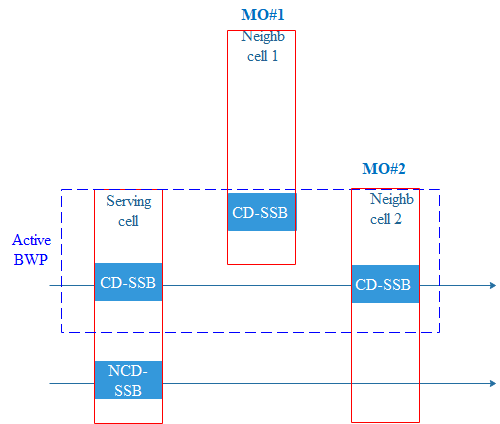 MO#1
Neighb
cell 1
MO#2
Serving
cell
CD-SSB
Neighb
cell 2
Active
BWP
CD-SSB
CD-SSB
NCD-
SSB